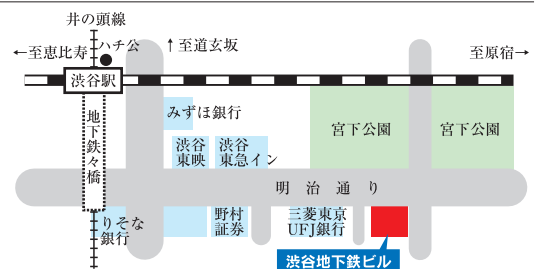 井の頭線
←至恵比寿
ハチ公
↑至道玄坂
至原宿→
渋谷駅
みずほ銀行
宮下公園
宮下公園
地下鉄々橋
渋谷
東映
渋谷
東急イン
明治通り
りそな
銀行
野村
証券
三菱東京
UFJ銀行
渋谷地下鉄ビル